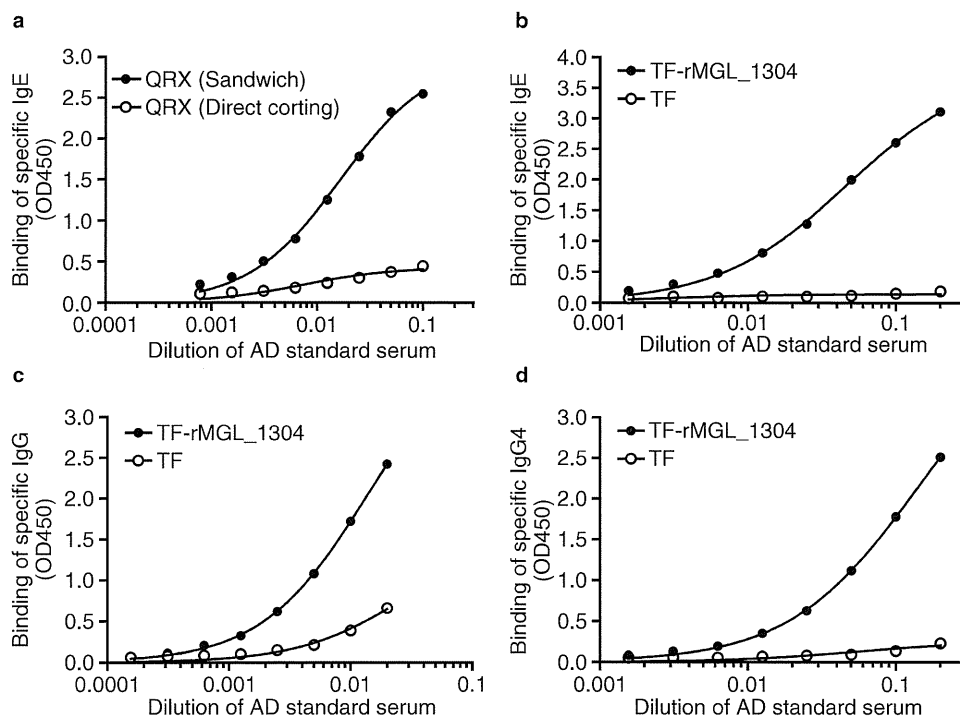 a
Binding of specific IgE
(OD450)
3.0
2.5
2.0
1.5
1.0
0.5
0.0
QRX (Sandwich)
QRX (Direct corting)
0.0001
0.001
0.01
0.1
Dilution of AD standard serum
b
Binding of specific IgE
(OD450)
4.0
3.5
3.0
2.5
2.0
1.5
1.0
0.5
0.0
TF-rMGL_1304
TF
0.001
0.01
0.1
Dilution of AD standard serum
c
Binding of specific IgG
(OD450)
3.0
2.5
2.0
1.5
1.0
0.5
0.0
TF-rMGL_1304
TF
0.0001
0.001
0.01
0.1
Dilution of AD standard serum
d
Binding of specific IgG4
(OD450)
3.0
2.5
2.0
1.5
1.0
0.5
0.0
TF-rMGL_1304
TF
0.001
0.01
0.1
Dilution of AD standard serum